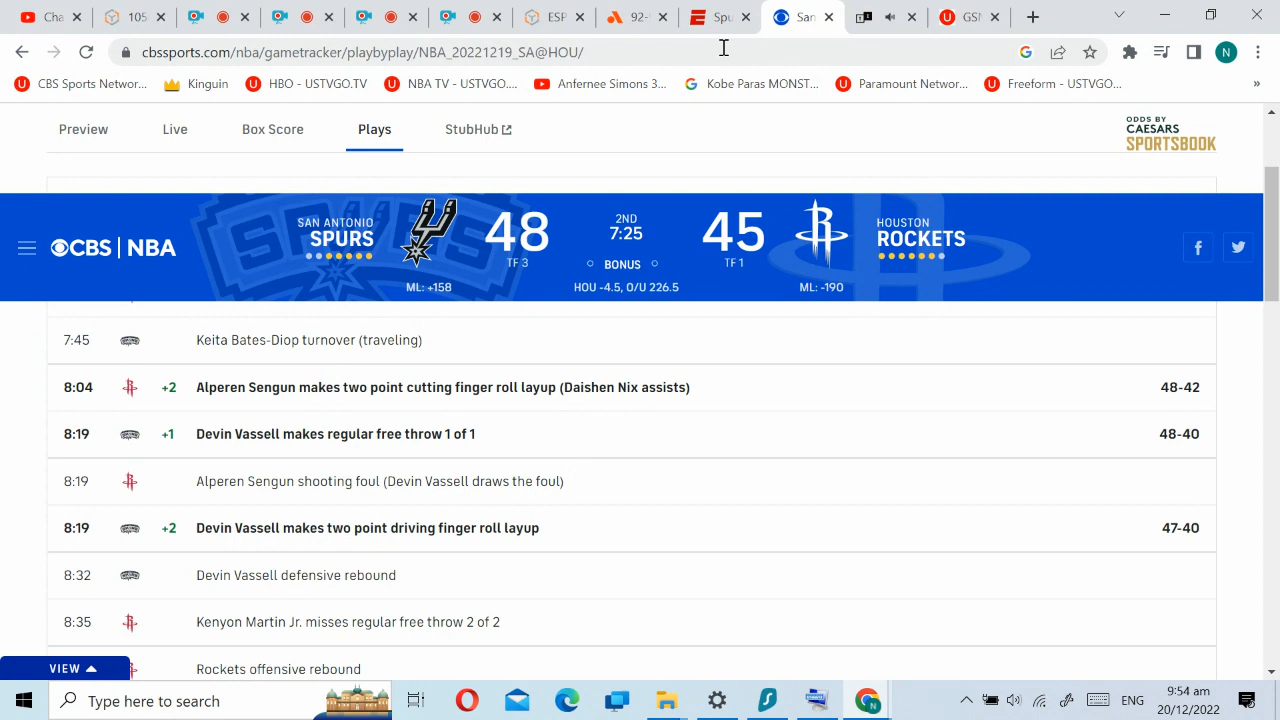 Cha
105
ESP
92-
Spu
San
GSN
cbssports.com/nba/gametracker/playbyplay/NBA_20221219_SA@HOU/
N
CBS Sports Networ...
Kinguin
HBO - USTVGO.TV
NBA TV - USTVGO....
Anfernee Simons 3...
Kobe Paras MONST...
Paramount Networ...
Freeform - USTVGO...
»
Preview
Live
Box Score
Plays
StubHub
ODDS BY
CAESARS
SPORTSBOOK
CBS | NBA
SAN ANTONIO
SPURS
48
TF 3
ML: +158
2ND
7:25
BONUS
HOU -4.5, O/U 226.5
45
TF 1
ML: -190
HOUSTON
ROCKETS
7:45 Keita Bates-Diop turnover (traveling)
8:04 +2 Alperen Sengun makes two point cutting finger roll layup (Daishen Nix assists) 48-42
8:19 +1 Devin Vassell makes regular free throw 1 of 1 48-40
8:19 Alperen Sengun shooting foul (Devin Vassell draws the foul)
8:19 +2 Devin Vassell makes two point driving finger roll layup 47-40
8:32 Devin Vassell defensive rebound
8:35 Kenyon Martin Jr. misses regular free throw 2 of 2
Rockets offensive rebound
VIEW
Type here to search
ENG
9:54 am
20/12/2022